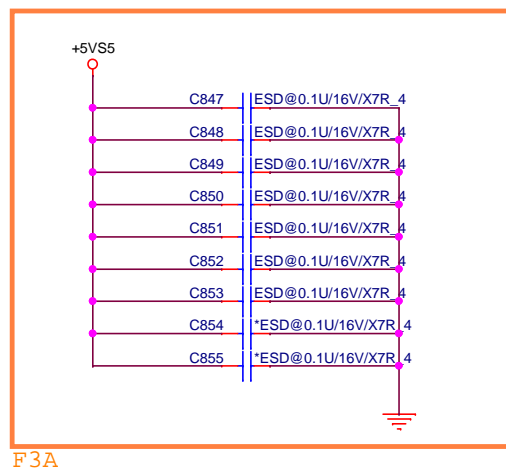 +5VS5
C847 ESD@0.1U/16V/X7R_4
C848 ESD@0.1U/16V/X7R_4
C849 ESD@0.1U/16V/X7R_4
C850 ESD@0.1U/16V/X7R_4
C851 ESD@0.1U/16V/X7R_4
C852 ESD@0.1U/16V/X7R_4
C853 ESD@0.1U/16V/X7R_4
C854 *ESD@0.1U/16V/X7R_4
C855 *ESD@0.1U/16V/X7R_4
F3A